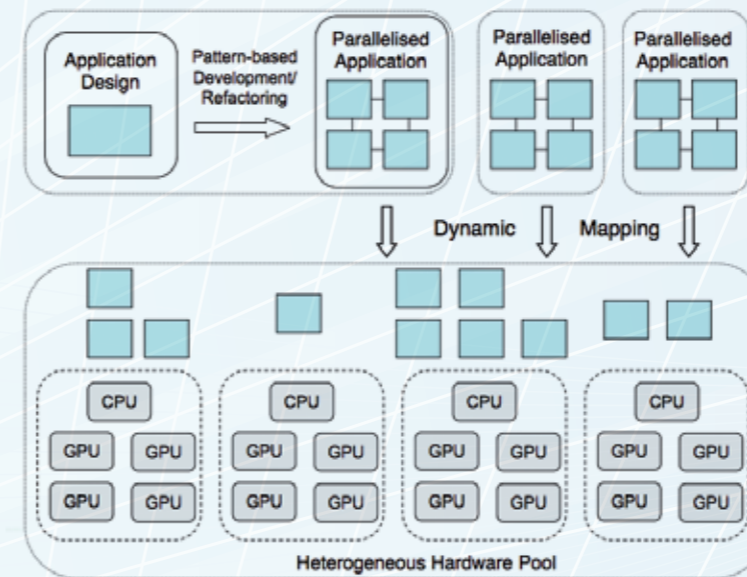 Application
Design
Pattern-based
Development/
Refactoring
Parallelised
Application
Parallelised
Application
Parallelised
Application
Dynamic Mapping
CPU CPU CPU CPU
GPU GPU GPU GPU GPU GPU GPU GPU
GPU GPU GPU GPU GPU GPU GPU GPU
Heterogeneous Hardware Pool